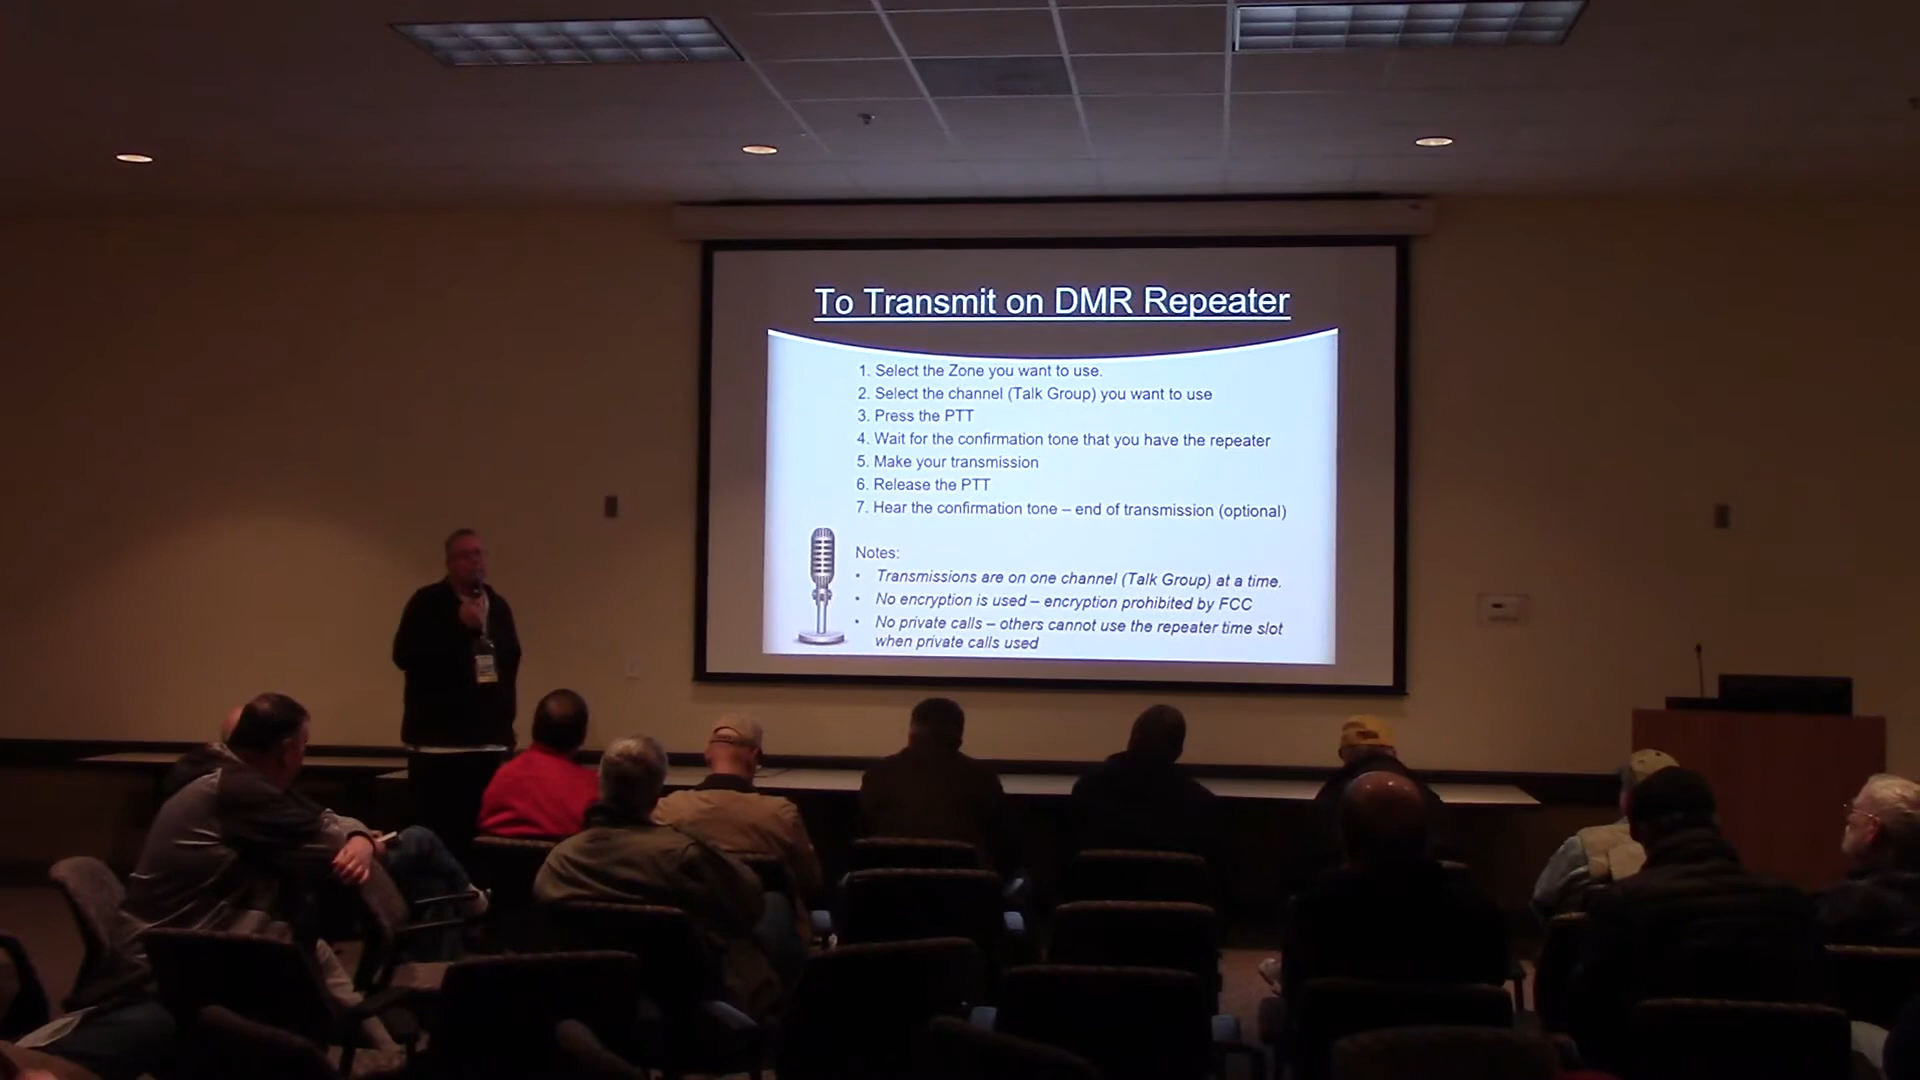 To Transmit on DMR Repeater
1. Select the Zone you want to use.
2. Select the channel (Talk Group) you want to use
3. Press the PTT
4. Wait for the confirmation tone that you have the repeater
5. Make your transmission
6. Release the PTT
7. Hear the confirmation tone – end of transmission (optional)
Notes:
• Transmissions are on one channel (Talk Group) at a time.
• No encryption is used – encryption prohibited by FCC
• No private calls – others cannot use the repeater time slot
when private calls used